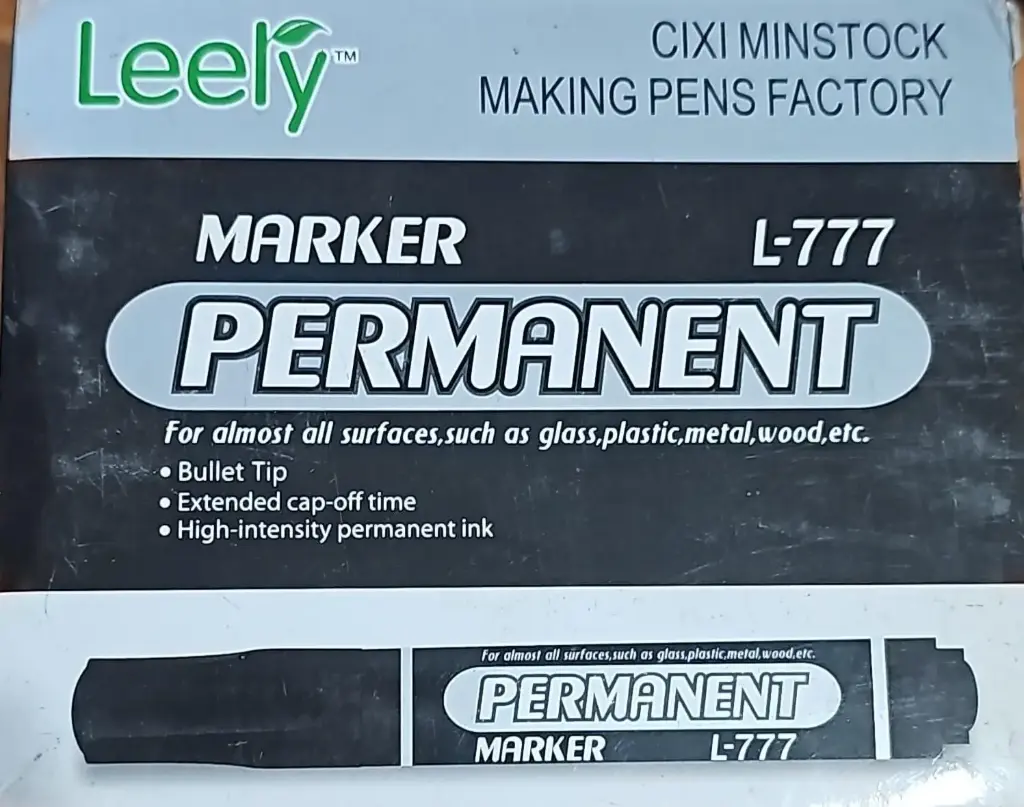 Leely™
CIXI MINSTOCK
MAKING PENS FACTORY
MARKER L-777
PERMANENT
For almost all surfaces,such as glass,plastic,metal,wood,etc.
• Bullet Tip
• Extended cap-off time
• High-intensity permanent ink
For almost all surfaces,such as glass,plastic,metal,wood,etc.
PERMANENT
MARKER L-777